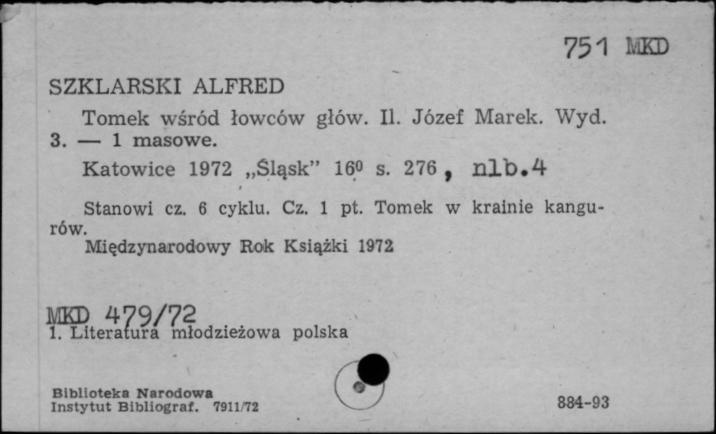 751 MKD
SZKLARSKI ALFRED
Tomek wśród łowców głów. Il. Józef Marek. Wyd.
3. — 1 masowe.
Katowice 1972 „Śląsk” 16⁰ s. 276, nlb.4
Stanowi cz. 6 cyklu. Cz. 1 pt. Tomek w krainie kangu-
rów.
Międzynarodowy Rok Książki 1972
MKD 479/72
1. Literatura młodzieżowa polska
Biblioteka Narodowa
Instytut Bibliograf. 7911/72
884-93